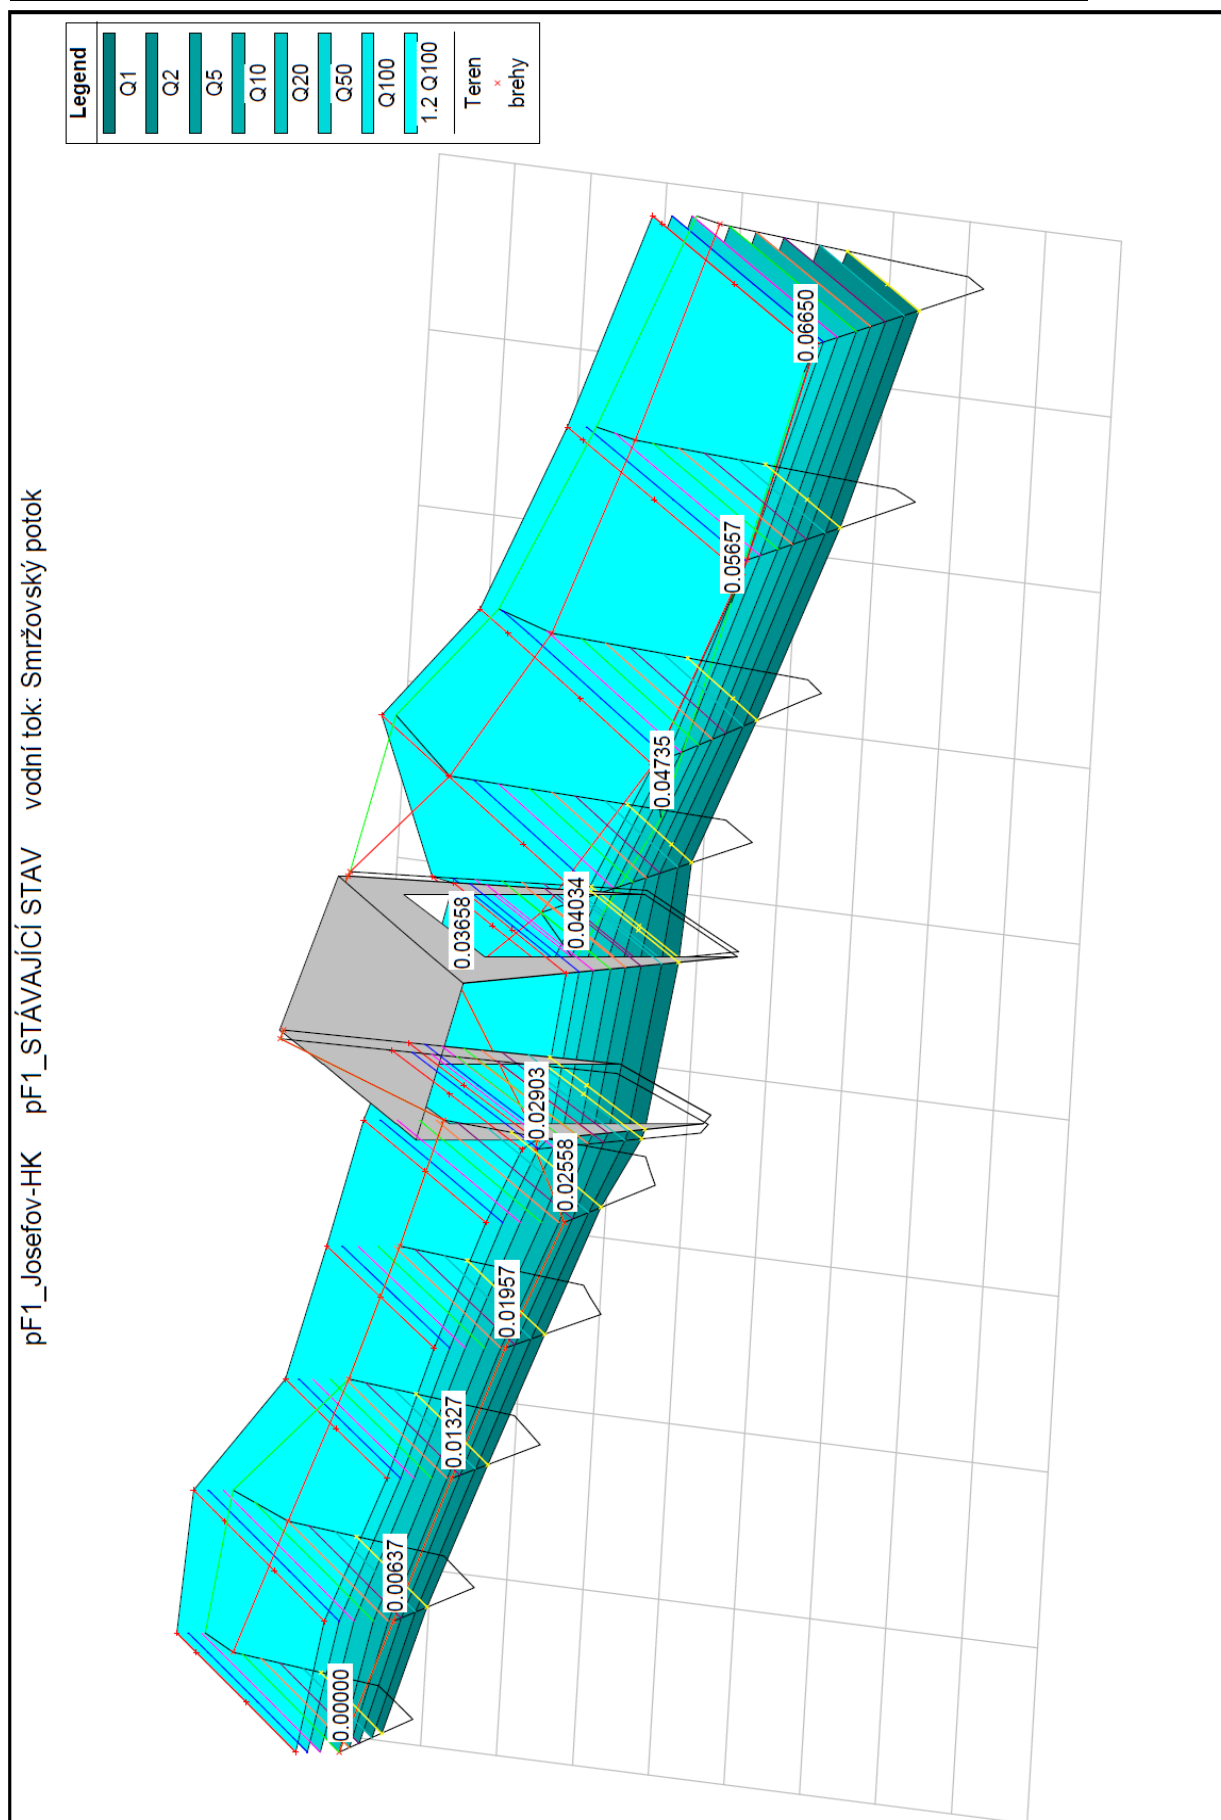 pF1_Josefov-HK pF1_STÁVAJÍCÍ STAV vodní tok: Smržovský potok
Legend
Q1
Q2
Q5
Q10
Q20
Q50
Q100
1.2 Q100
Teren
brehy
0.00000
0.00637
0.01327
0.01957
0.02558
0.02903
0.03658
0.04034
0.04735
0.05657
0.06650